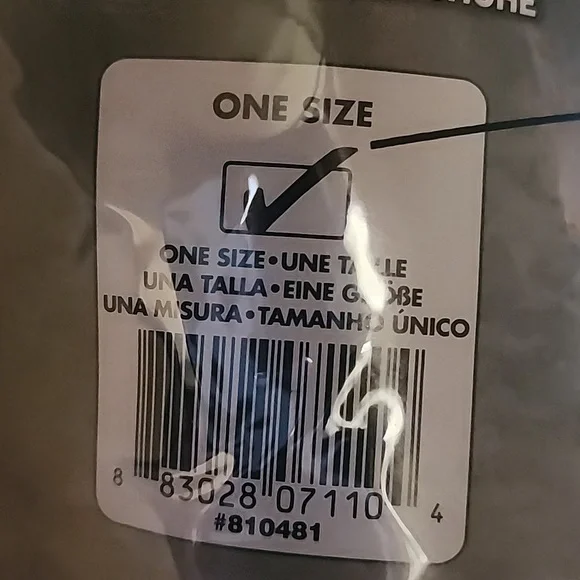 ONE SIZE
ONE SIZE • UNE TAILLE
UNA TALLA • EINE GRÖßE
UNA MISURA • TAMANHO ÚNICO
8 83028 07110 4
#810481